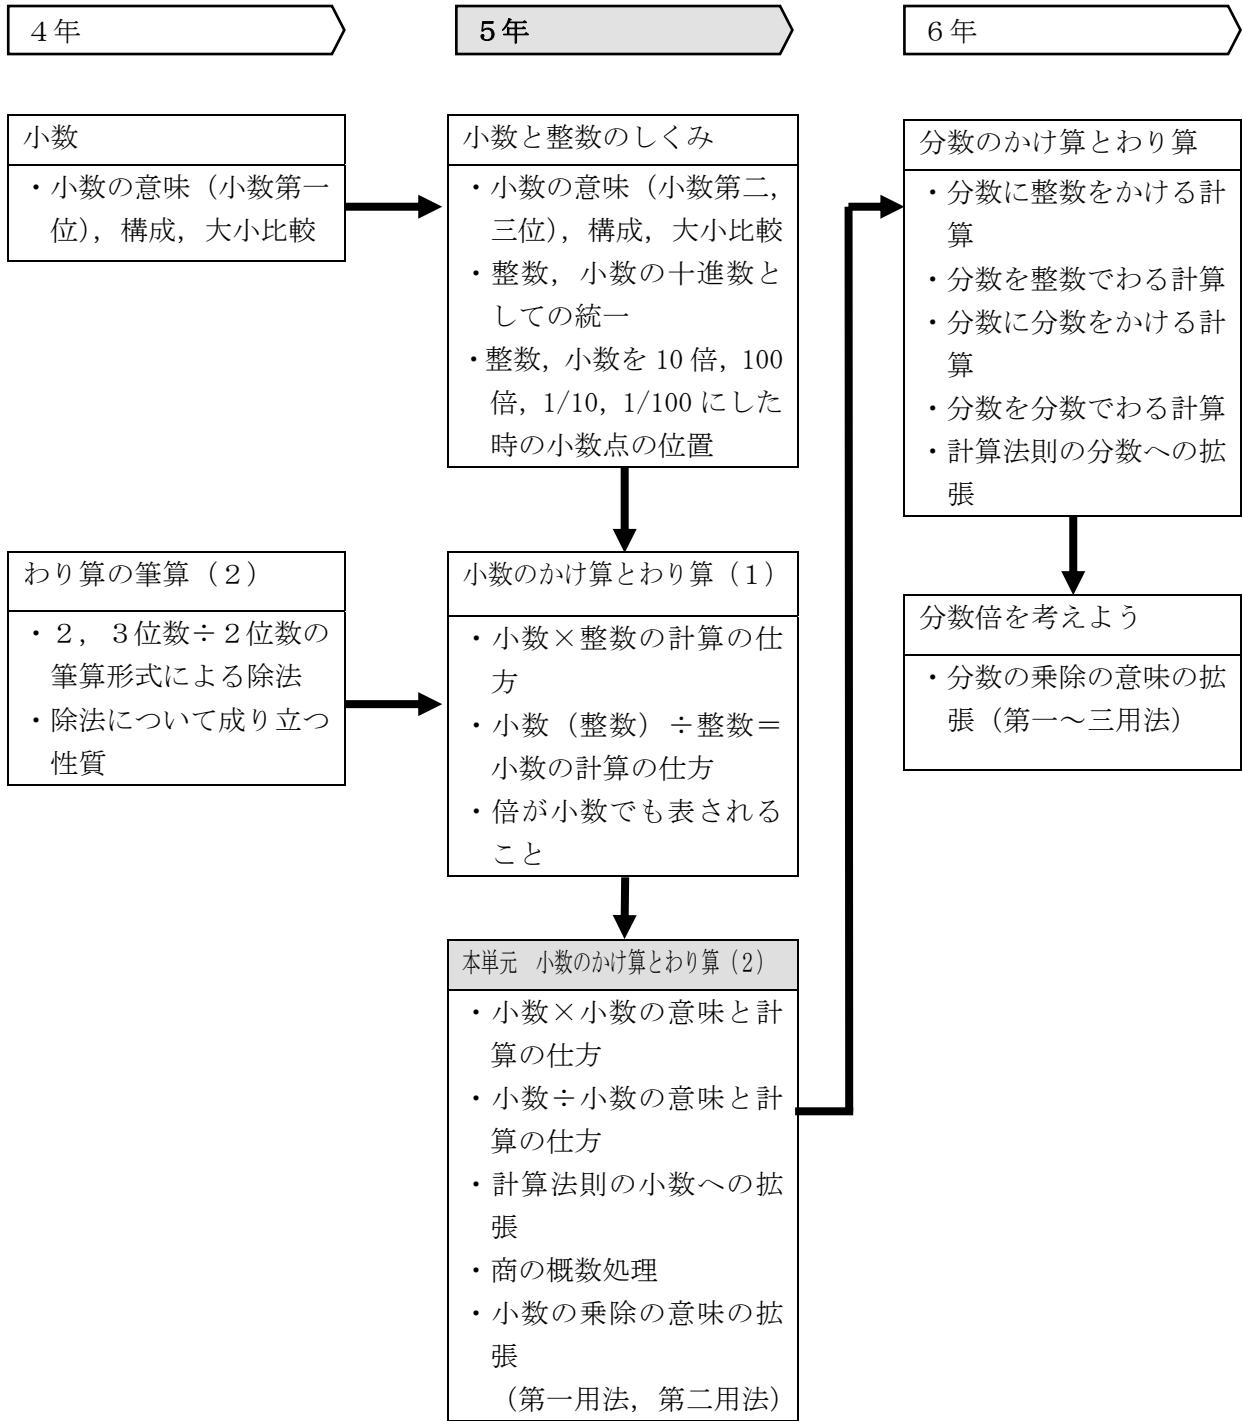 ４年
５年
６年
小数
・小数の意味（小数第一
位），構成，大小比較
わり算の筆算（２）
・２，３位数÷２位数の
筆算形式による除法
・除法について成り立つ
性質
小数と整数のしくみ
・小数の意味（小数第二，
三位），構成，大小比較
・整数，小数の十進数と
しての統一
・整数，小数を 10 倍，100
倍，1/10，1/100 にした
時の小数点の位置
小数のかけ算とわり算（１）
・小数×整数の計算の仕
方
・小数（整数）÷整数＝
小数の計算の仕方
・倍が小数でも表される
こと
本単元　小数のかけ算とわり算（２）
・小数×小数の意味と計
算の仕方
・小数÷小数の意味と計
算の仕方
・計算法則の小数への拡
張
・商の概数処理
・小数の乗除の意味の拡
張
（第一用法，第二用法）
分数のかけ算とわり算
・分数に整数をかける計
算
・分数を整数でわる計算
・分数に分数をかける計
算
・分数を分数でわる計算
・計算法則の分数への拡
張
分数倍を考えよう
・分数の乗除の意味の拡
張（第一～三用法）